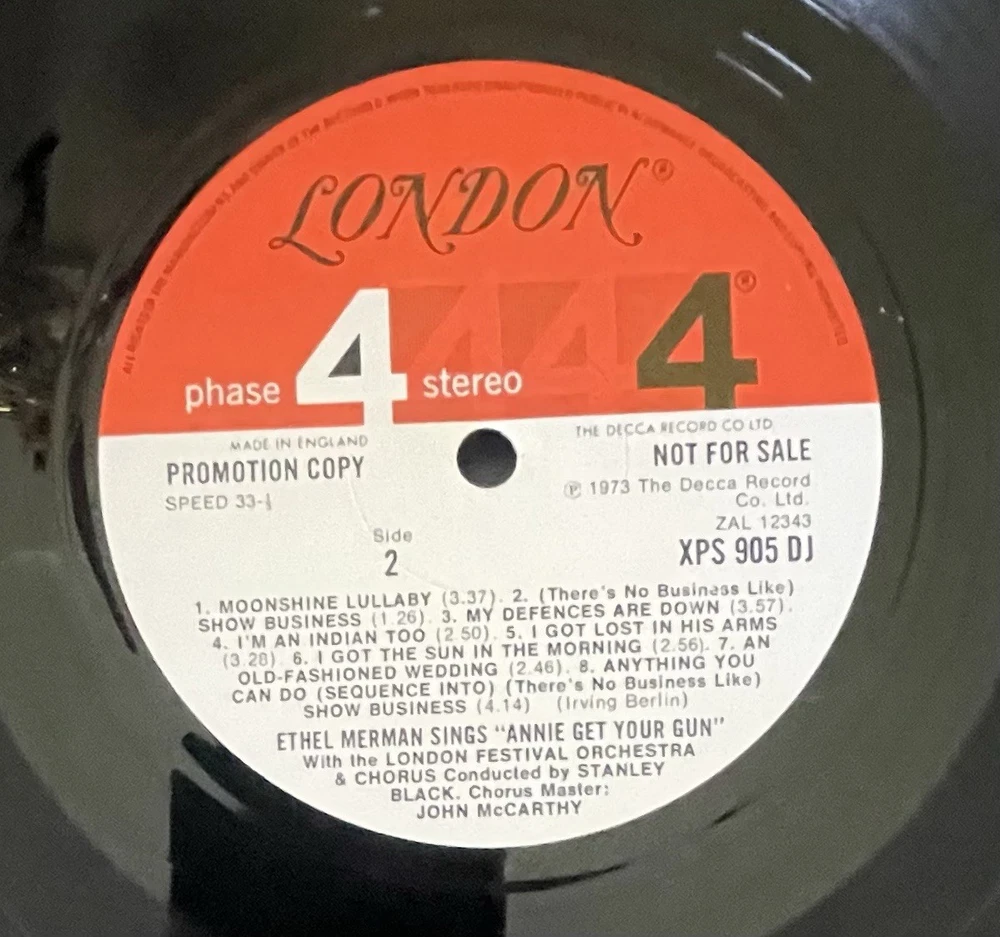 LONDON®
4®
phase 4 stereo
MADE IN ENGLAND
THE DECCA RECORD CO LTD
PROMOTION COPY
NOT FOR SALE
SPEED 33-⅓
℗ 1973 The Decca Record
Co. Ltd.
ZAL 12343
XPS 905 DJ
Side
2
1. MOONSHINE LULLABY (3.37). 2. (There's No Business Like)
SHOW BUSINESS (1.26). 3. MY DEFENCES ARE DOWN (3.57).
4. I'M AN INDIAN TOO (2.50). 5. I GOT LOST IN HIS ARMS
(3.28). 6. I GOT THE SUN IN THE MORNING (2.56). 7. AN
OLD-FASHIONED WEDDING (2.46). 8. ANYTHING YOU
CAN DO (SEQUENCE INTO) (There's No Business Like)
SHOW BUSINESS (4.14) (Irving Berlin)
ETHEL MERMAN SINGS "ANNIE GET YOUR GUN"
With the LONDON FESTIVAL ORCHESTRA
& CHORUS Conducted by STANLEY
BLACK. Chorus Master:
JOHN McCARTHY